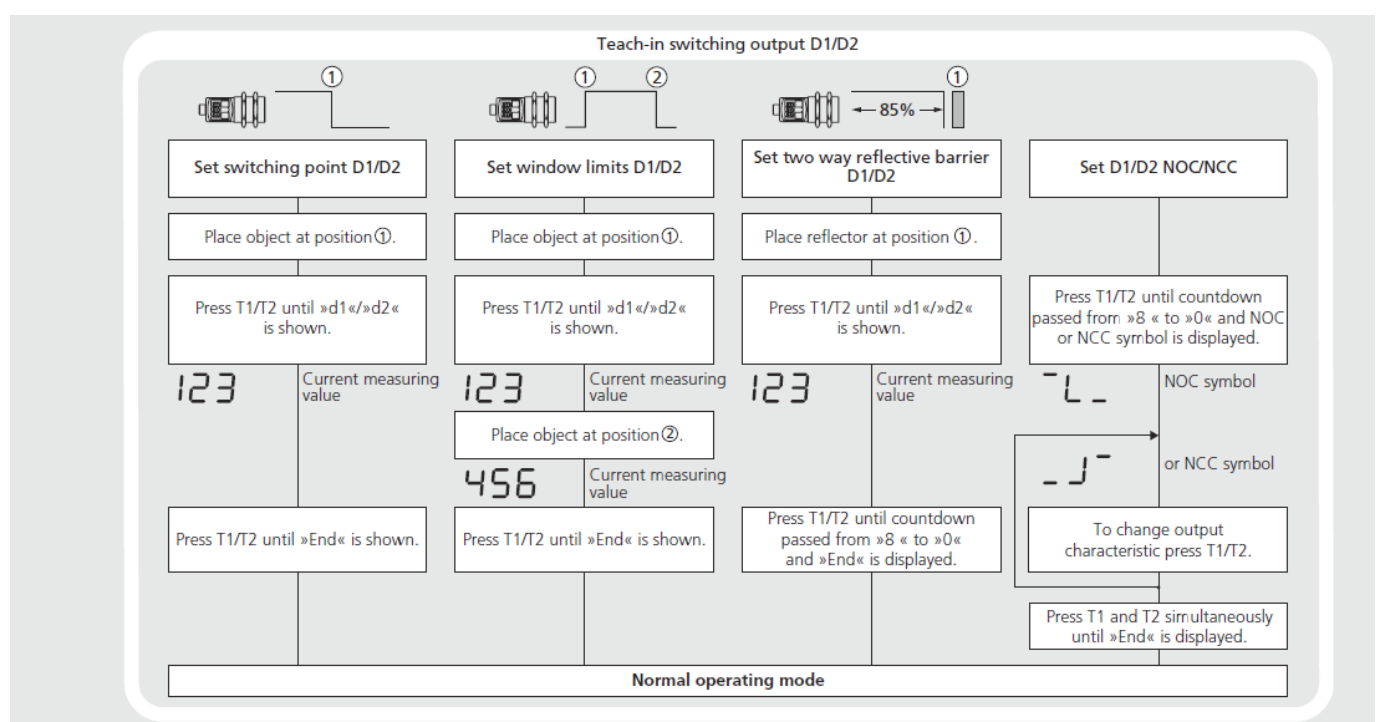 Teach-in switching output D1/D2
①
① ②
①
85%
Set switching point D1/D2
Set window limits D1/D2
Set two way reflective barrier
D1/D2
Set D1/D2 NOC/NCC
Place object at position①.
Place object at position①.
Place reflector at position ①.
Press T1/T2 until »d1«/»d2«
is shown.
Press T1/T2 until »d1«/»d2«
is shown.
Press T1/T2 until »d1«/»d2«
is shown.
Press T1/T2 until countdown
passed from »8 « to »0« and NOC
or NCC symbol is displayed.
123
Current measuring
value
123
Current measuring
value
123
Current measuring
value
NOC symbol
Place object at position②.
456
Current measuring
value
or NCC symbol
Press T1/T2 until »End« is shown.
Press T1/T2 until »End« is shown.
Press T1/T2 until countdown
passed from »8 « to »0«
and »End« is displayed.
To change output
characteristic press T1/T2.
Press T1 and T2 simultaneously
until »End« is displayed.
Normal operating mode